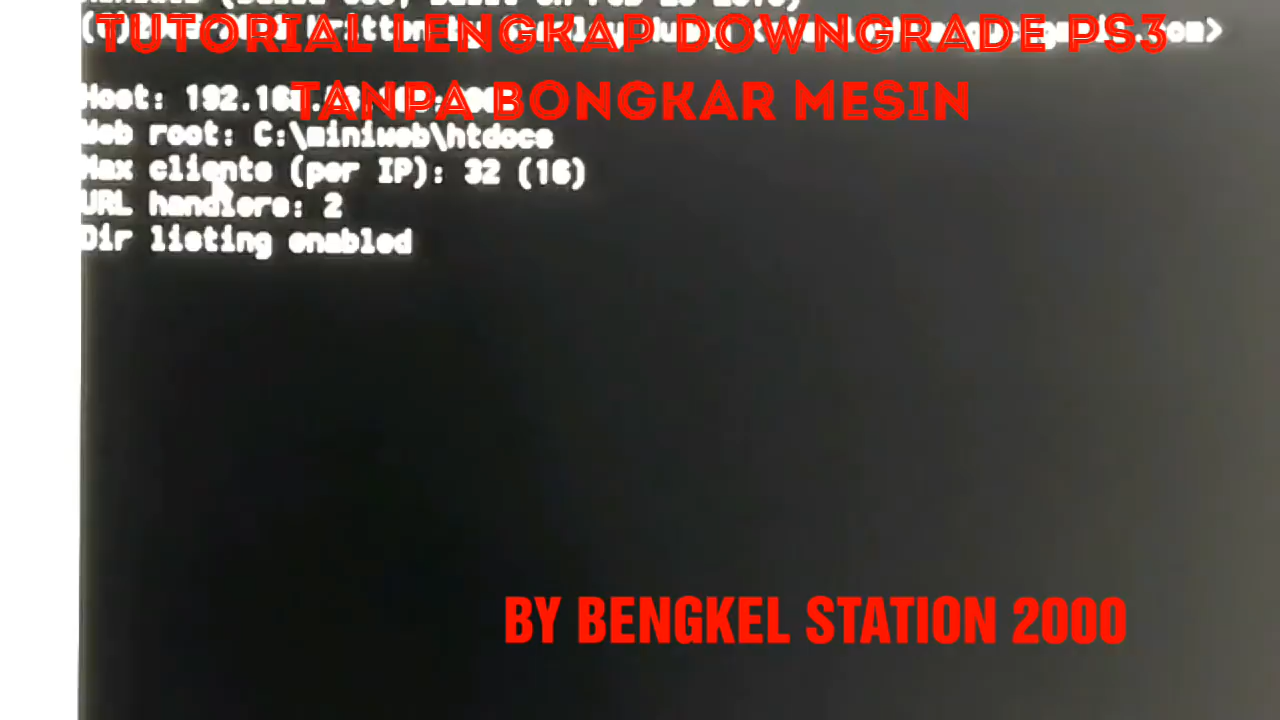 TUTORIAL LENGKAP DOWNGRADE PS3
TANPA BONGKAR MESIN
Host: 192.168
Web root: C:\miniweb\htdocs
Max clients (per IP): 32 (16)
URL handlers: 2
Dir listing enabled
BY BENGKEL STATION 2000